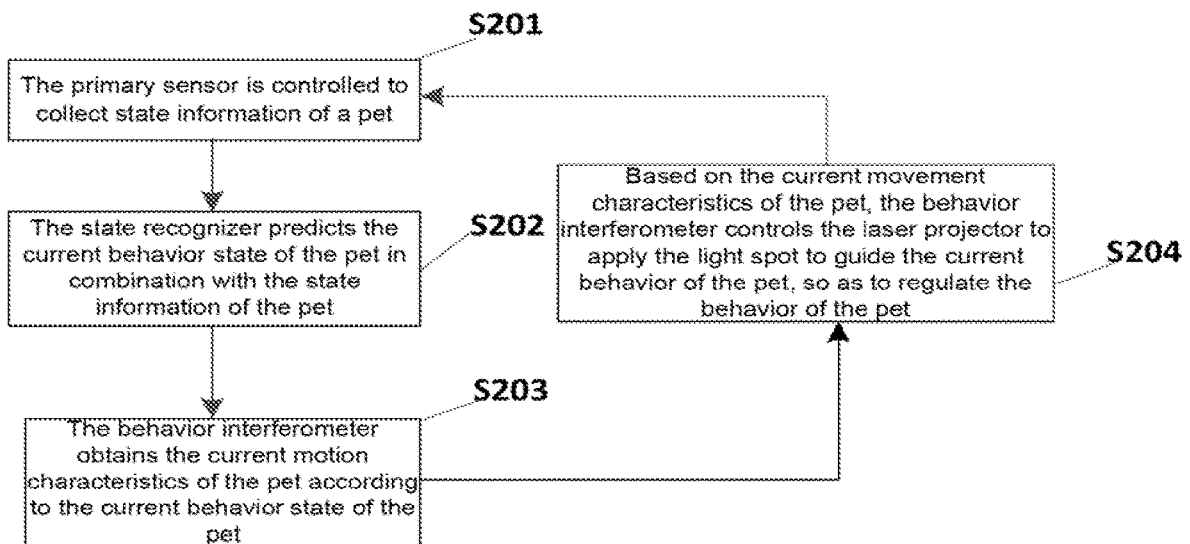 S201
The primary sensor is controlled to
collect state information of a pet
S202
The state recognizer predicts the
current behavior state of the pet in
combination with the state
information of the pet
S203
The behavior interferometer
obtains the current motion
characteristics of the pet according
to the current behavior state of the
pet
S204
Based on the current movement
characteristics of the pet, the behavior
interferometer controls the laser projector to
apply the light spot to guide the current
behavior of the pet, so as to regulate the
behavior of the pet